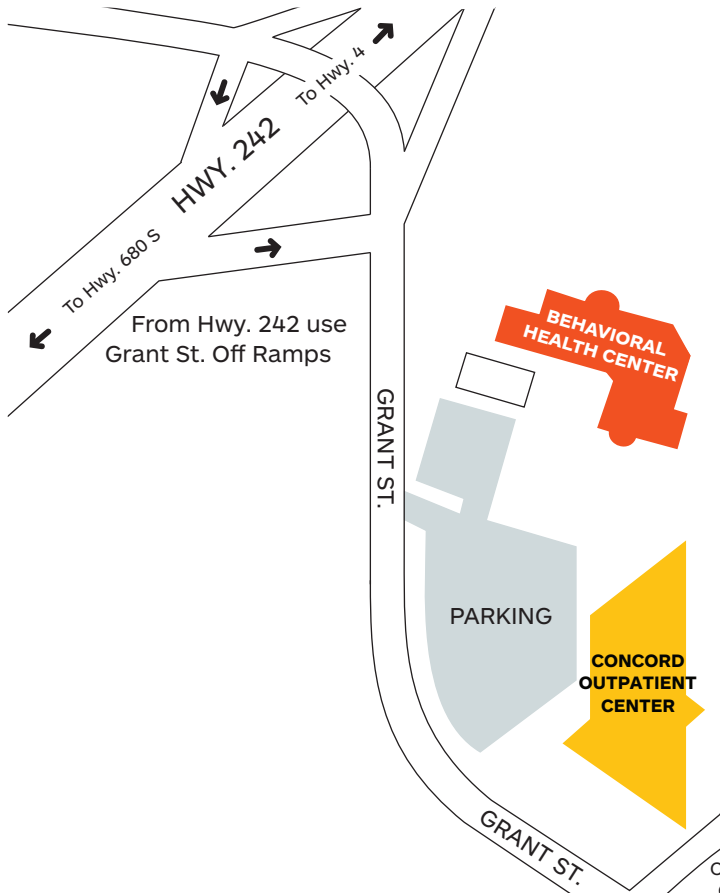 To Hwy. 4
HWY. 242
To Hwy. 680 S
From Hwy. 242 use
Grant St. Off Ramps
BEHAVIORAL
HEALTH CENTER
GRANT ST.
PARKING
CONCORD
OUTPATIENT
CENTER
GRANT ST.